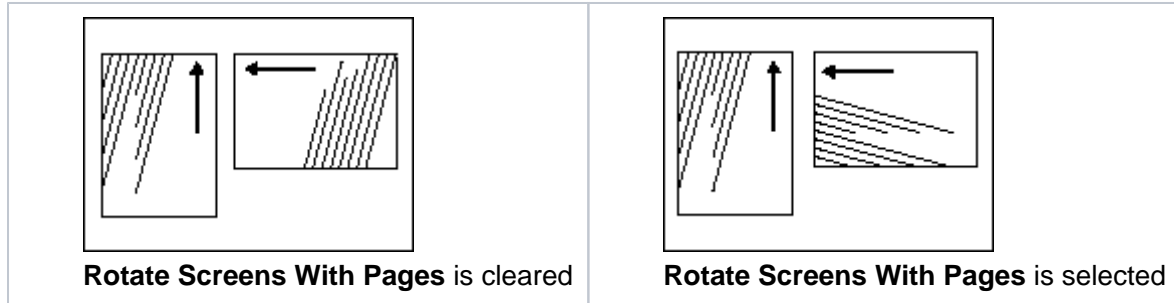 Rotate Screens With Pages is cleared
Rotate Screens With Pages is selected